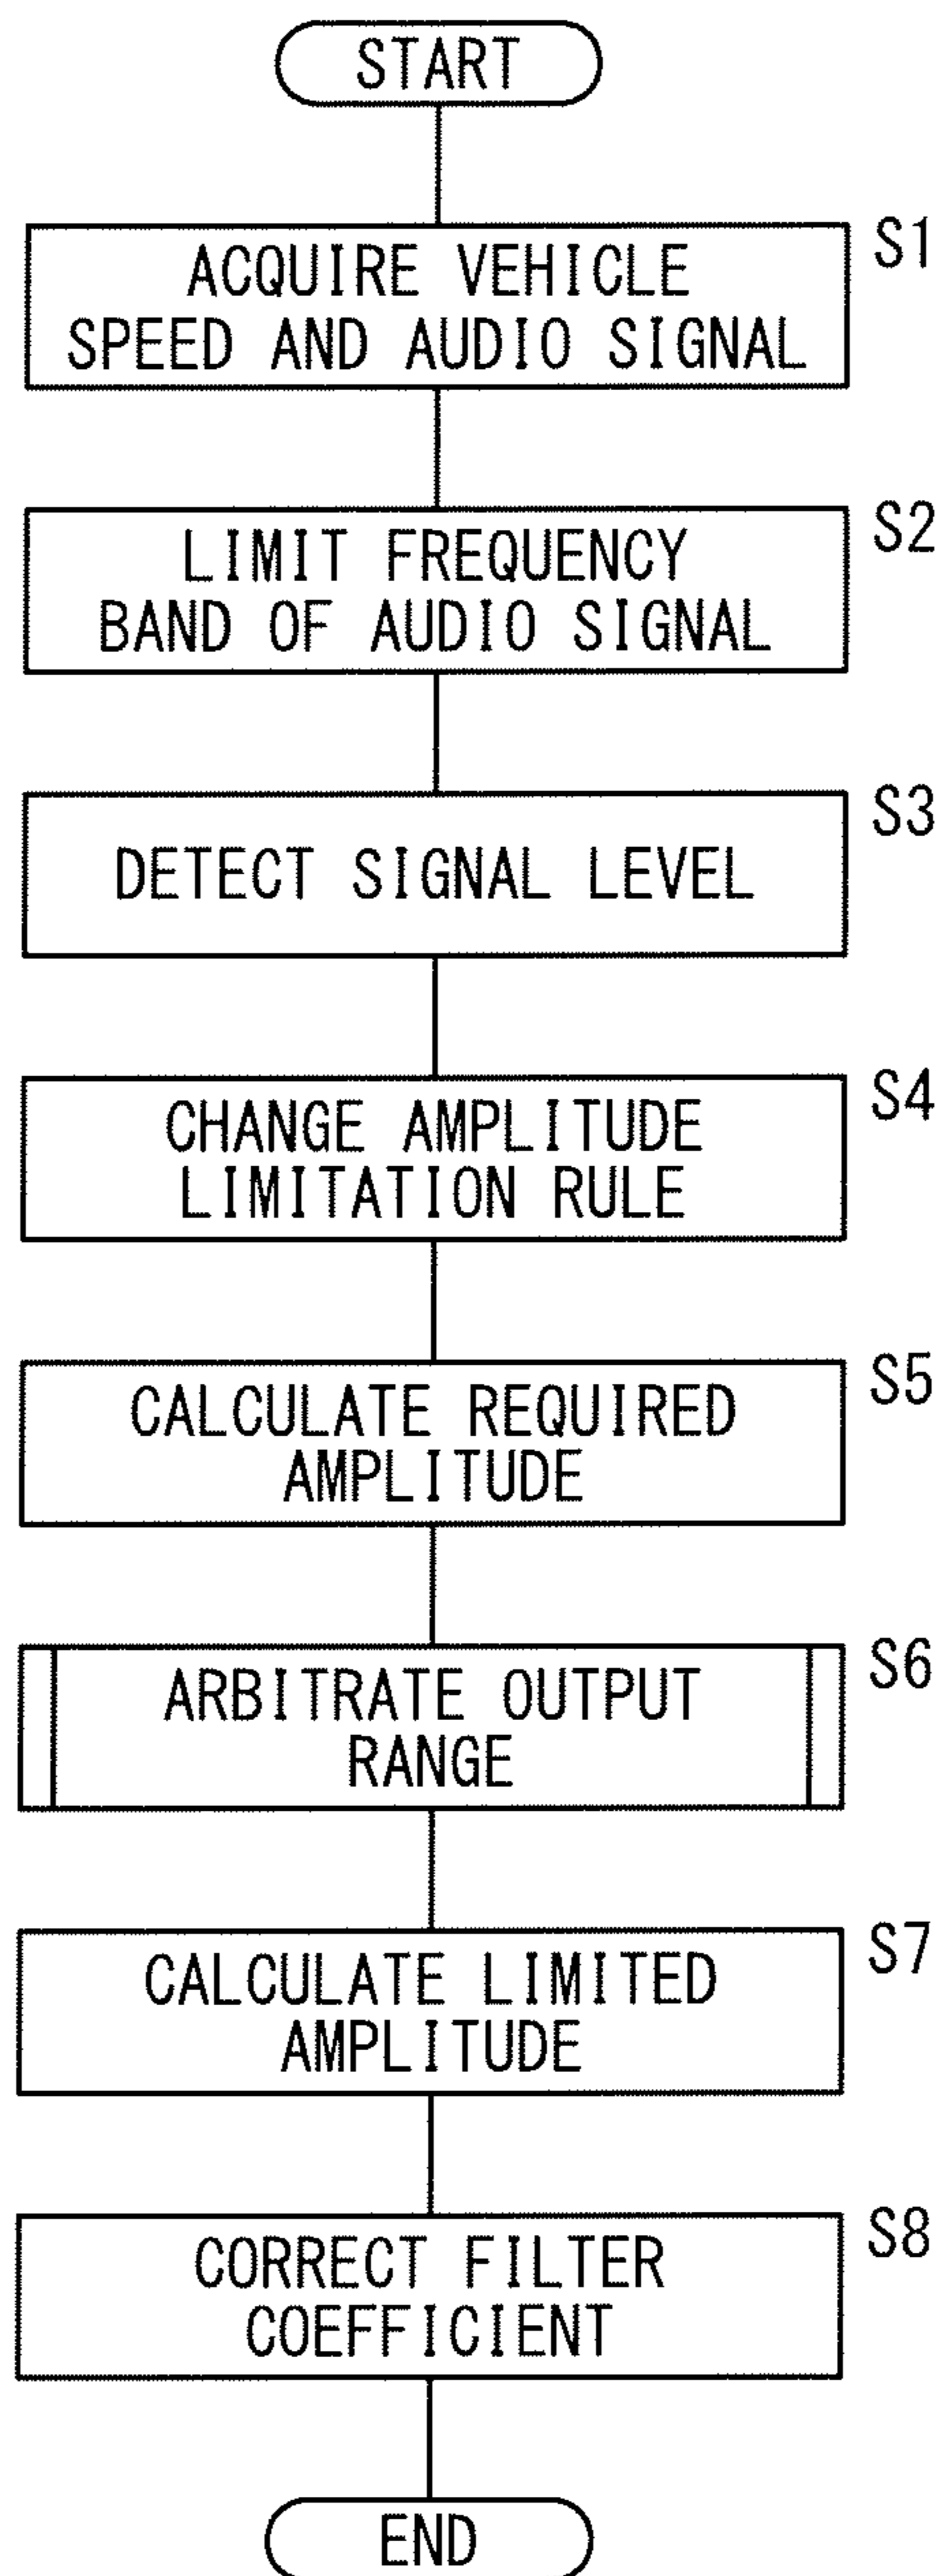 START
S1
ACQUIRE VEHICLE
SPEED AND AUDIO SIGNAL
S2
LIMIT FREQUENCY
BAND OF AUDIO SIGNAL
S3
DETECT SIGNAL LEVEL
S4
CHANGE AMPLITUDE
LIMITATION RULE
S5
CALCULATE REQUIRED
AMPLITUDE
S6
ARBITRATE OUTPUT
RANGE
S7
CALCULATE LIMITED
AMPLITUDE
S8
CORRECT FILTER
COEFFICIENT
END